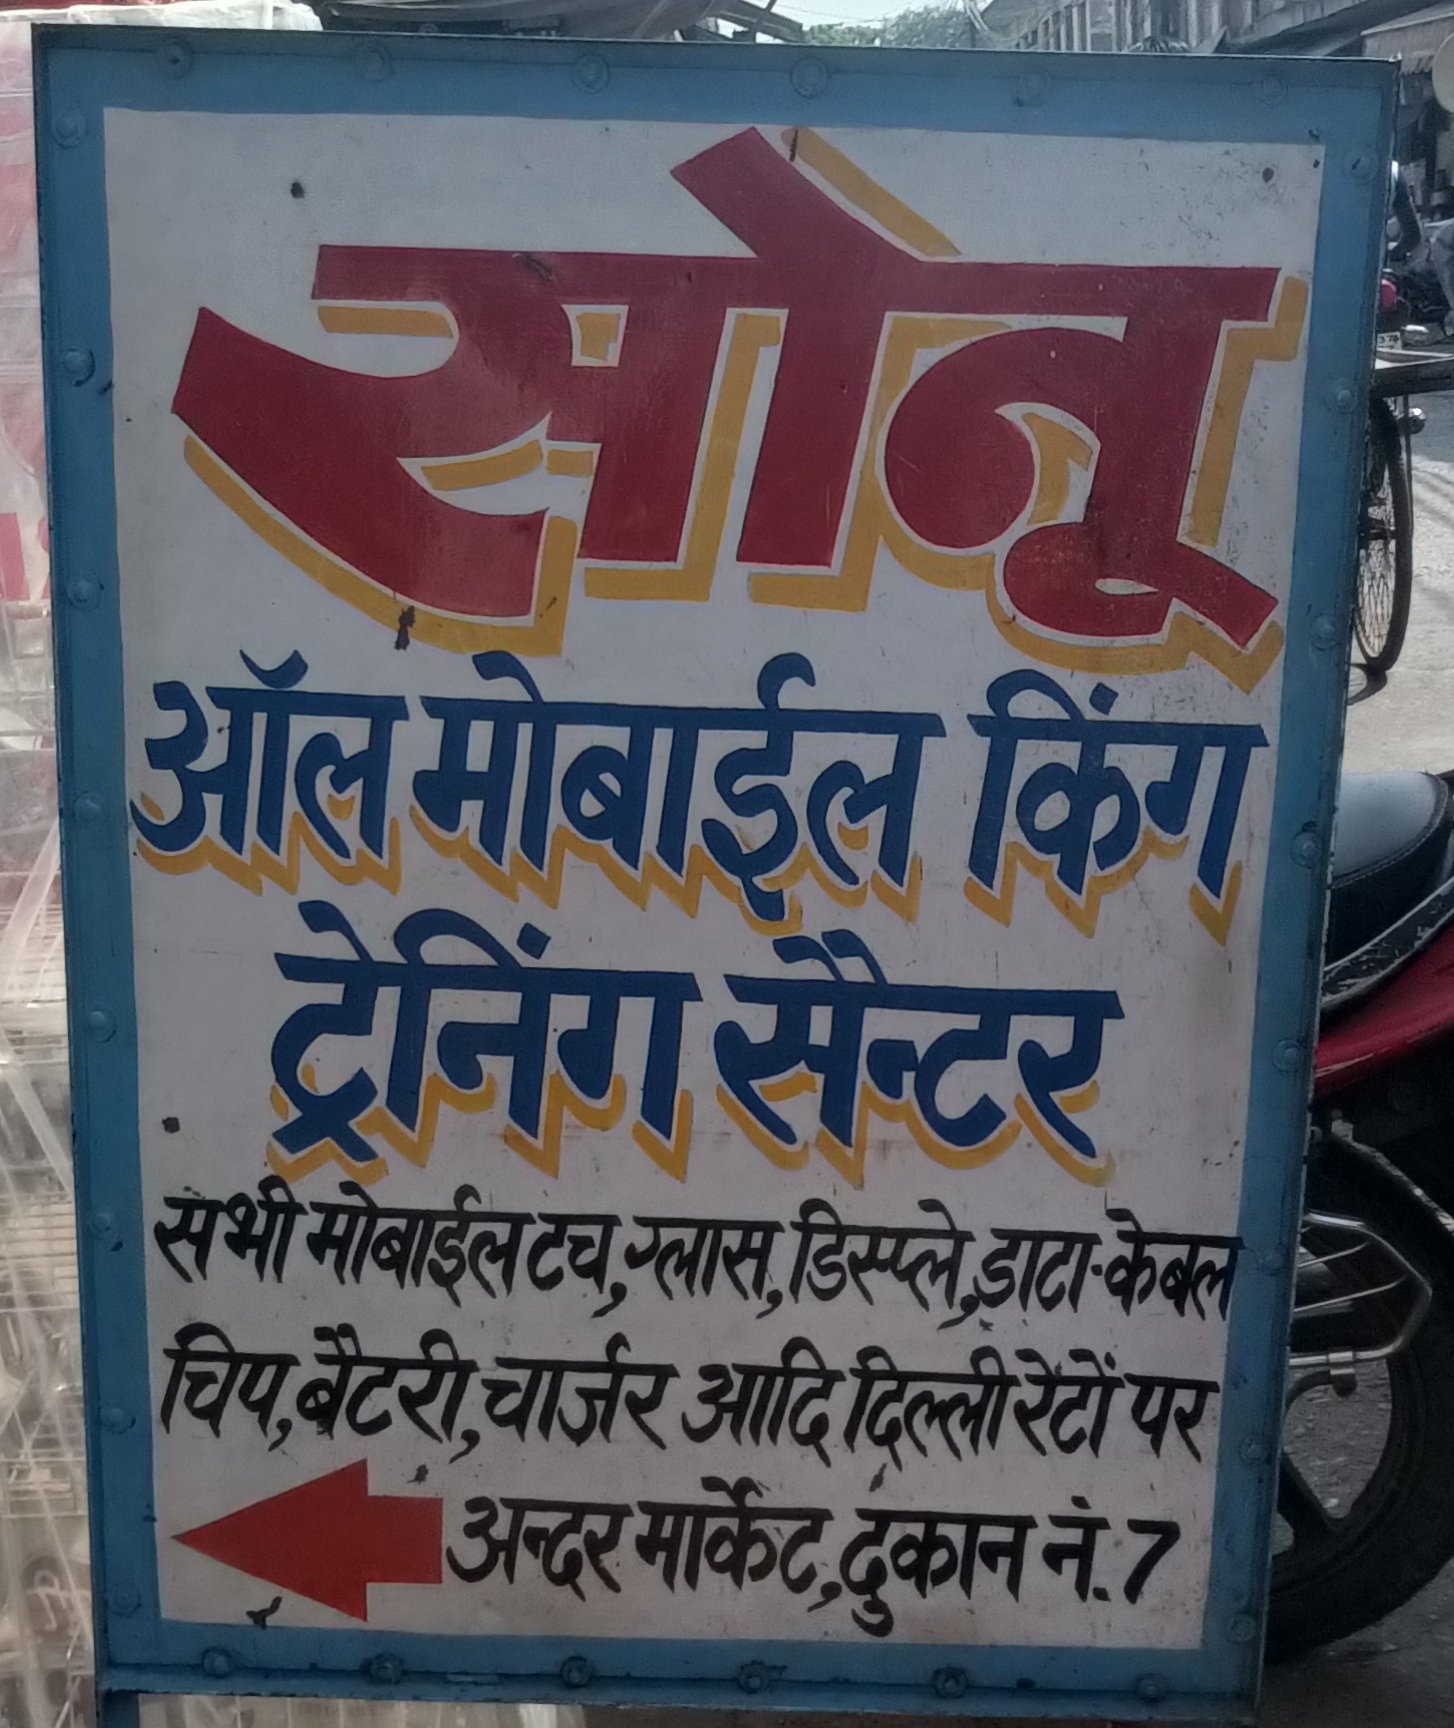 सोनू
ऑल मोबाईल किंग
ट्रेनिंग सैन्टर
सभी मोबाईल टच, ग्लास, डिस्प्ले, डाटा-केबल
चिप, बैटरी, चार्जर आदि दिल्ली रेटों पर
अन्दर मार्केट, दुकान नं. 7